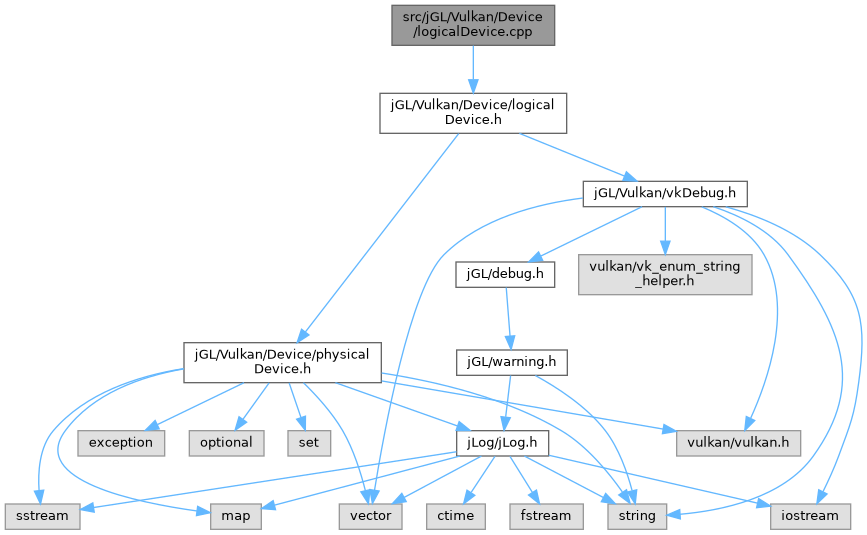 src/jGL/Vulkan/Device
/logicalDevice.cpp
jGL/Vulkan/Device/logical
Device.h
jGL/Vulkan/vkDebug.h
jGL/debug.h
vulkan/vk_enum_string
_helper.h
jGL/Vulkan/Device/physical
Device.h
jGL/warning.h
exception
optional
set
jLog/jLog.h
vulkan/vulkan.h
sstream
map
vector
ctime
fstream
string
iostream